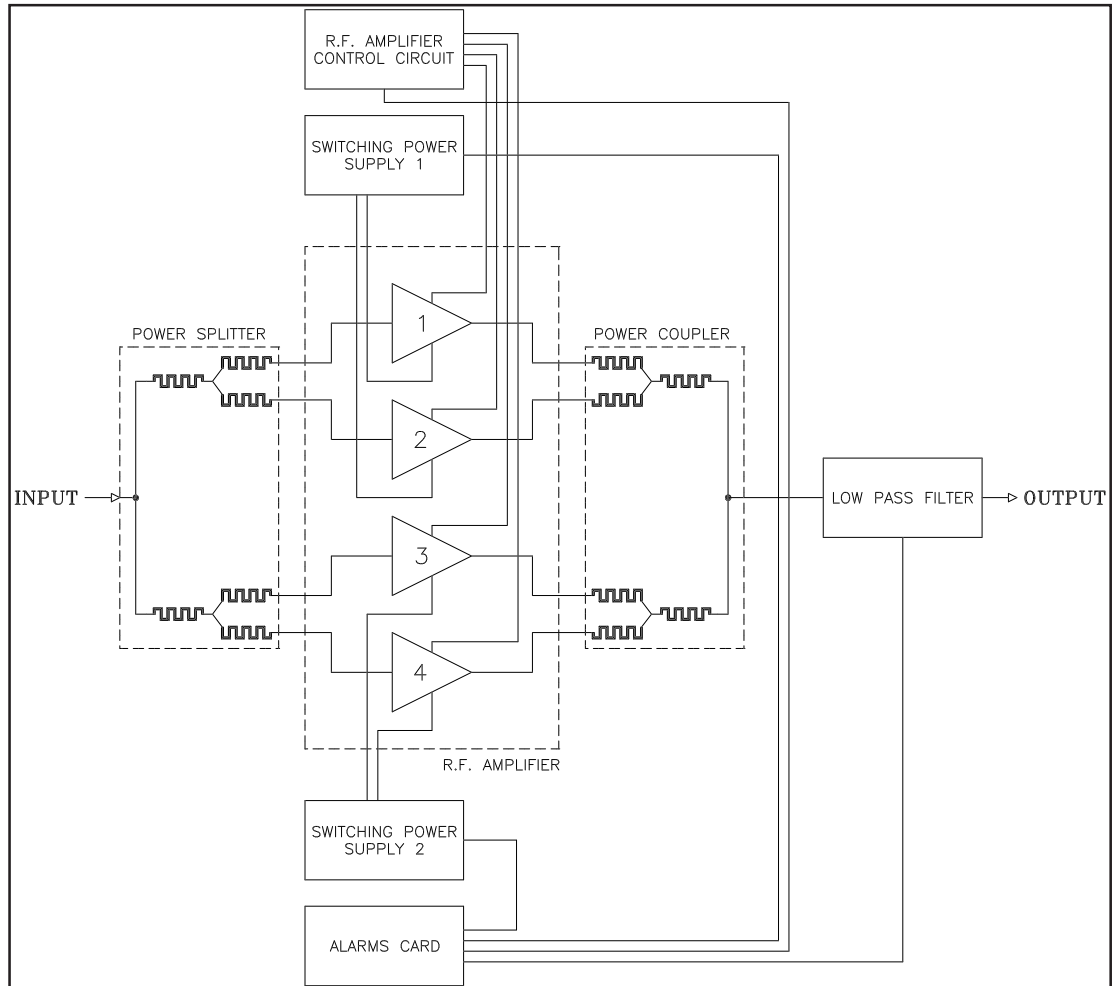 R.F. AMPLIFIER
CONTROL CIRCUIT
SWITCHING POWER
SUPPLY 1
POWER SPLITTER
1
POWER COUPLER
2
INPUT
LOW PASS FILTER
OUTPUT
3
4
R.F. AMPLIFIER
SWITCHING POWER
SUPPLY 2
ALARMS CARD